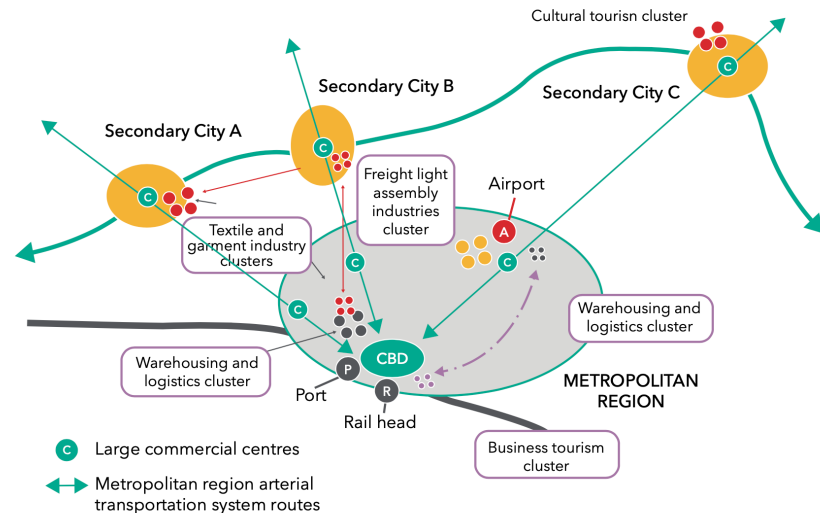 Cultural tourism cluster
C
Secondary City C
Secondary City B
C
Secondary City A
C
Freight light
assembly
industries
cluster
Airport
A
C
Textile and
garment industry
clusters
C
C
Warehousing and
logistics cluster
Warehousing and
logistics cluster
CBD
P
R
Port
Rail head
METROPOLITAN
REGION
Business tourism
cluster
C Large commercial centres
Metropolitan region arterial
transportation system routes